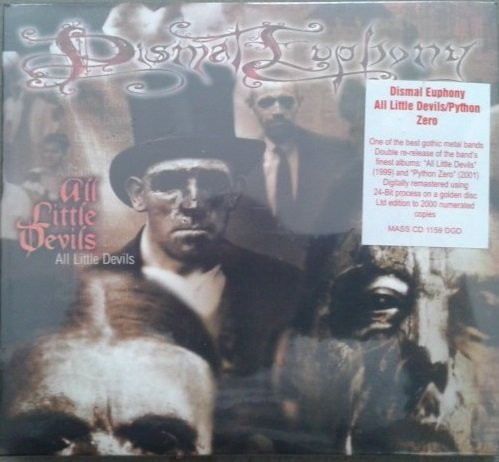 Dismal Euphony
Dismal Euphony
All Little Devils/Python
Zero
One of the best gothic metal bands
Double re-release of the band's
finest albums: "All Little Devils"
(1999) and "Python Zero" (2001)
Digitally remastered using
24-Bit process on a golden disc
Ltd edition to 2000 numerated
copies
MASS CD 1159 DGD
All
Little
Devils
All Little Devils